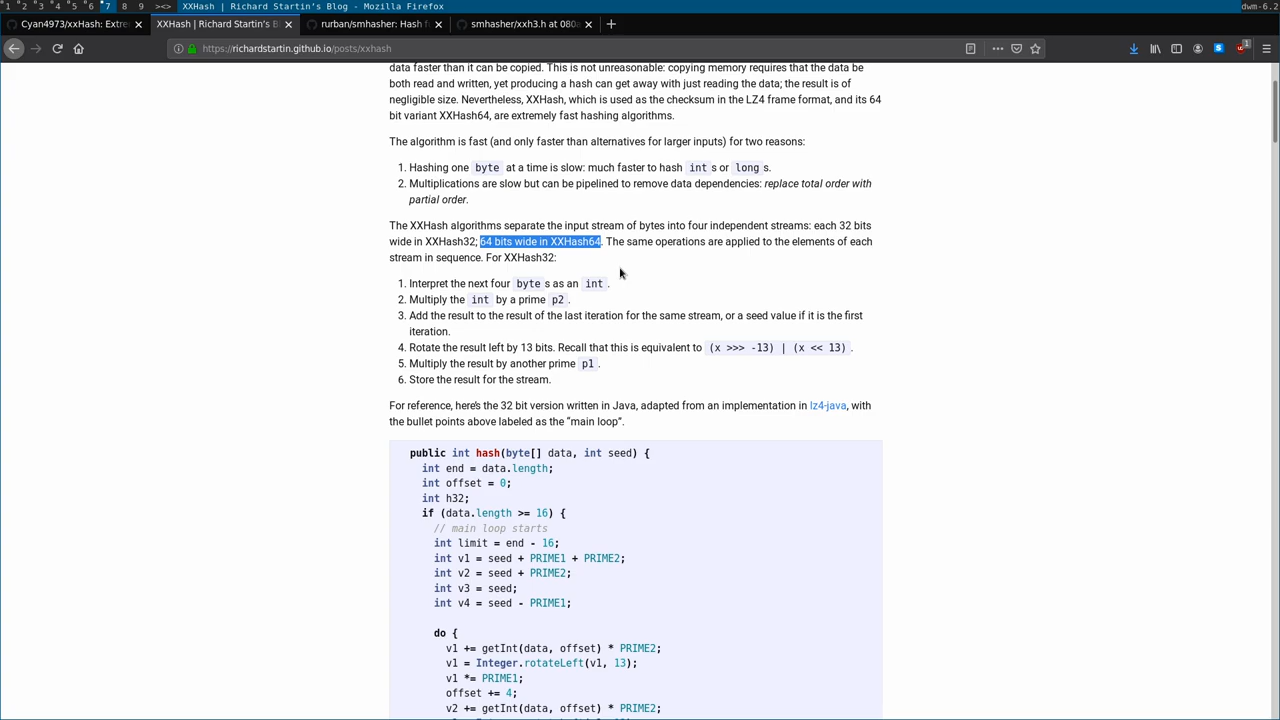 1 2 3 4 5 6 7 8 9 ><> XXHash | Richard Startin's Blog - Mozilla Firefox dwm-6.2
Cyan4973/xxHash: Extre XXHash | Richard Startin's B rurban/smhasher: Hash f smhasher/xxh3.h at 080a
https://richardstartin.github.io/posts/xxhash
data faster than it can be copied. This is not unreasonable: copying memory requires that the data be
both read and written, yet producing a hash can get away with just reading the data; the result is of
negligible size. Nevertheless, XXHash, which is used as the checksum in the LZ4 frame format, and its 64
bit variant XXHash64, are extremely fast hashing algorithms.
The algorithm is fast (and only faster than alternatives for larger inputs) for two reasons:
1. Hashing one byte at a time is slow: much faster to hash int s or long s.
2. Multiplications are slow but can be pipelined to remove data dependencies: replace total order with
partial order.
The XXHash algorithms separate the input stream of bytes into four independent streams: each 32 bits
wide in XXHash32; 64 bits wide in XXHash64. The same operations are applied to the elements of each
stream in sequence. For XXHash32:
1. Interpret the next four byte s as an int .
2. Multiply the int by a prime p2 .
3. Add the result to the result of the last iteration for the same stream, or a seed value if it is the first
iteration.
4. Rotate the result left by 13 bits. Recall that this is equivalent to (x >>> -13) | (x << 13) .
5. Multiply the result by another prime p1 .
6. Store the result for the stream.
For reference, here's the 32 bit version written in Java, adapted from an implementation in lz4-java, with
the bullet points above labeled as the “main loop”.
public int hash(byte[] data, int seed) {
int end = data.length;
int offset = 0;
int h32;
if (data.length >= 16) {
// main loop starts
int limit = end - 16;
int v1 = seed + PRIME1 + PRIME2;
int v2 = seed + PRIME2;
int v3 = seed;
int v4 = seed - PRIME1;
do {
v1 += getInt(data, offset) * PRIME2;
v1 = Integer.rotateLeft(v1, 13);
v1 *= PRIME1;
offset += 4;
v2 += getInt(data, offset) * PRIME2;